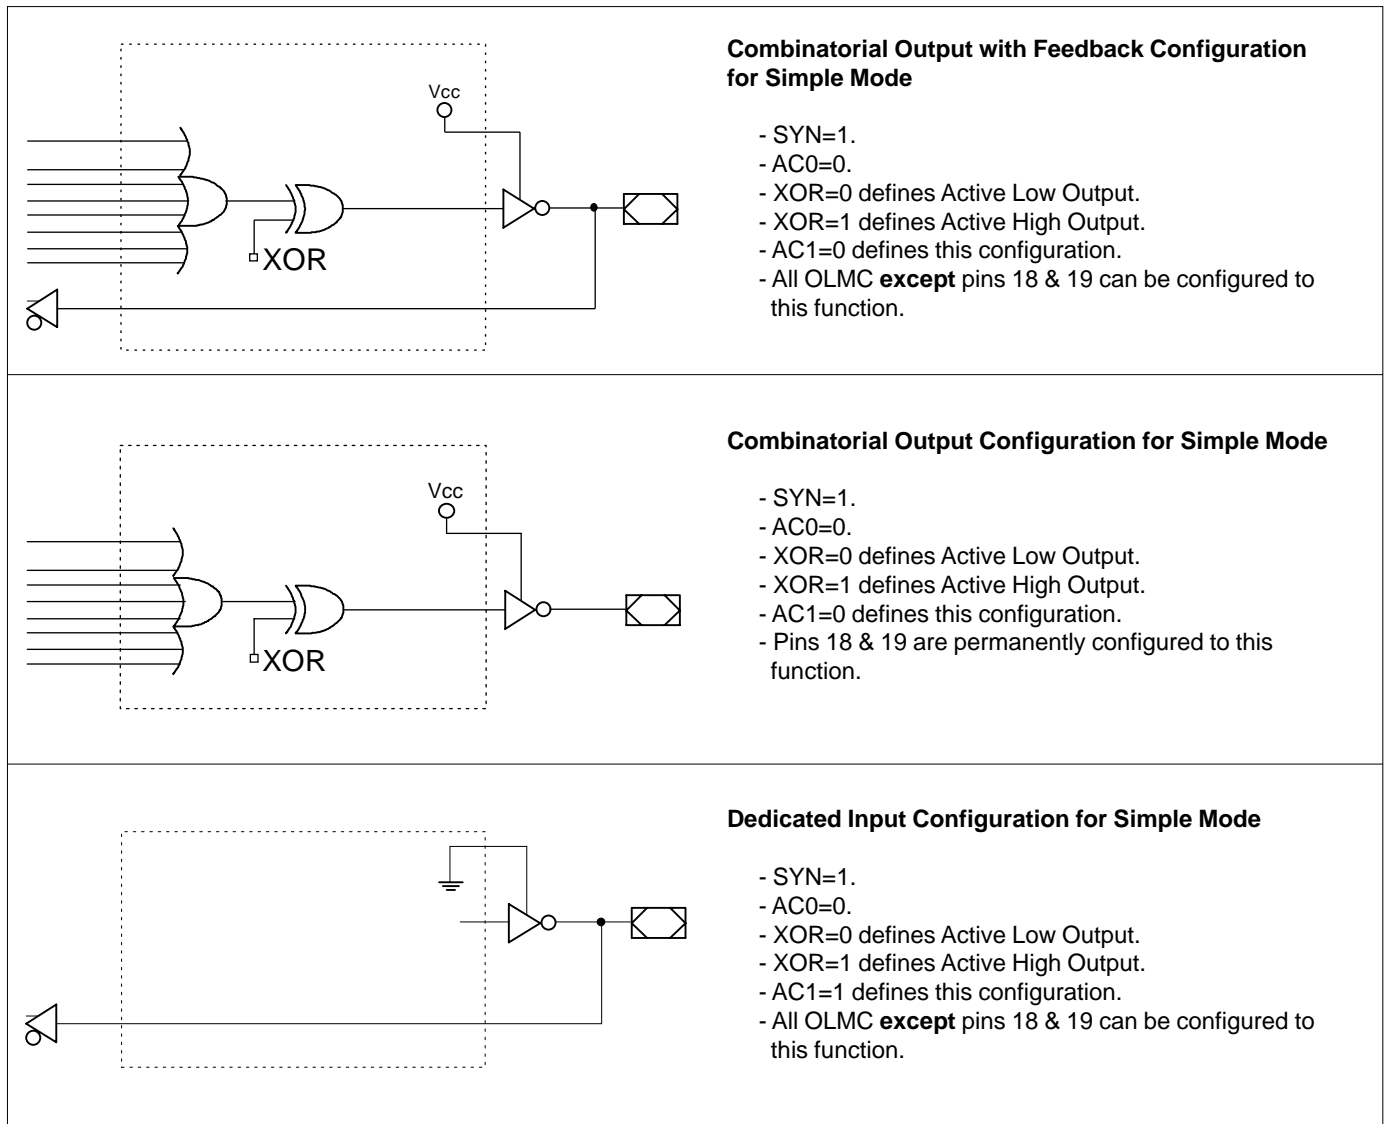 Combinatorial Output with Feedback Configuration
for Simple Mode
Vcc
- SYN=1.
- AC0=0.
- XOR=0 defines Active Low Output.
- XOR=1 defines Active High Output.
- AC1=0 defines this configuration.
- All OLMC except pins 18 & 19 can be configured to
this function.
XOR
Combinatorial Output Configuration for Simple Mode
Vcc
- SYN=1.
- AC0=0.
- XOR=0 defines Active Low Output.
- XOR=1 defines Active High Output.
- AC1=0 defines this configuration.
- Pins 18 & 19 are permanently configured to this
function.
XOR
Dedicated Input Configuration for Simple Mode
- SYN=1.
- AC0=0.
- XOR=0 defines Active Low Output.
- XOR=1 defines Active High Output.
- AC1=1 defines this configuration.
- All OLMC except pins 18 & 19 can be configured to
this function.